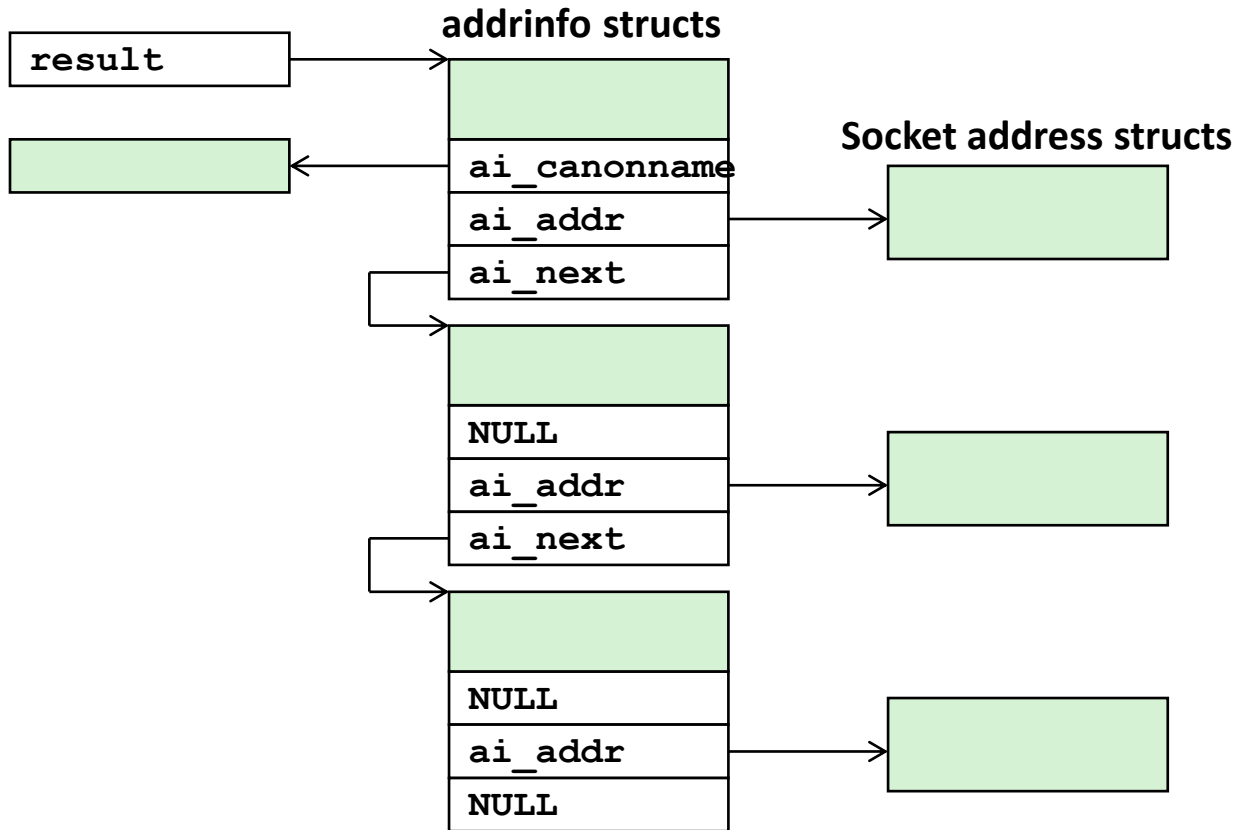 addrinfo structs
result
Socket address structs
ai_canonname
ai_addr
ai_next
NULL
ai_addr
ai_next
NULL
ai_addr
NULL